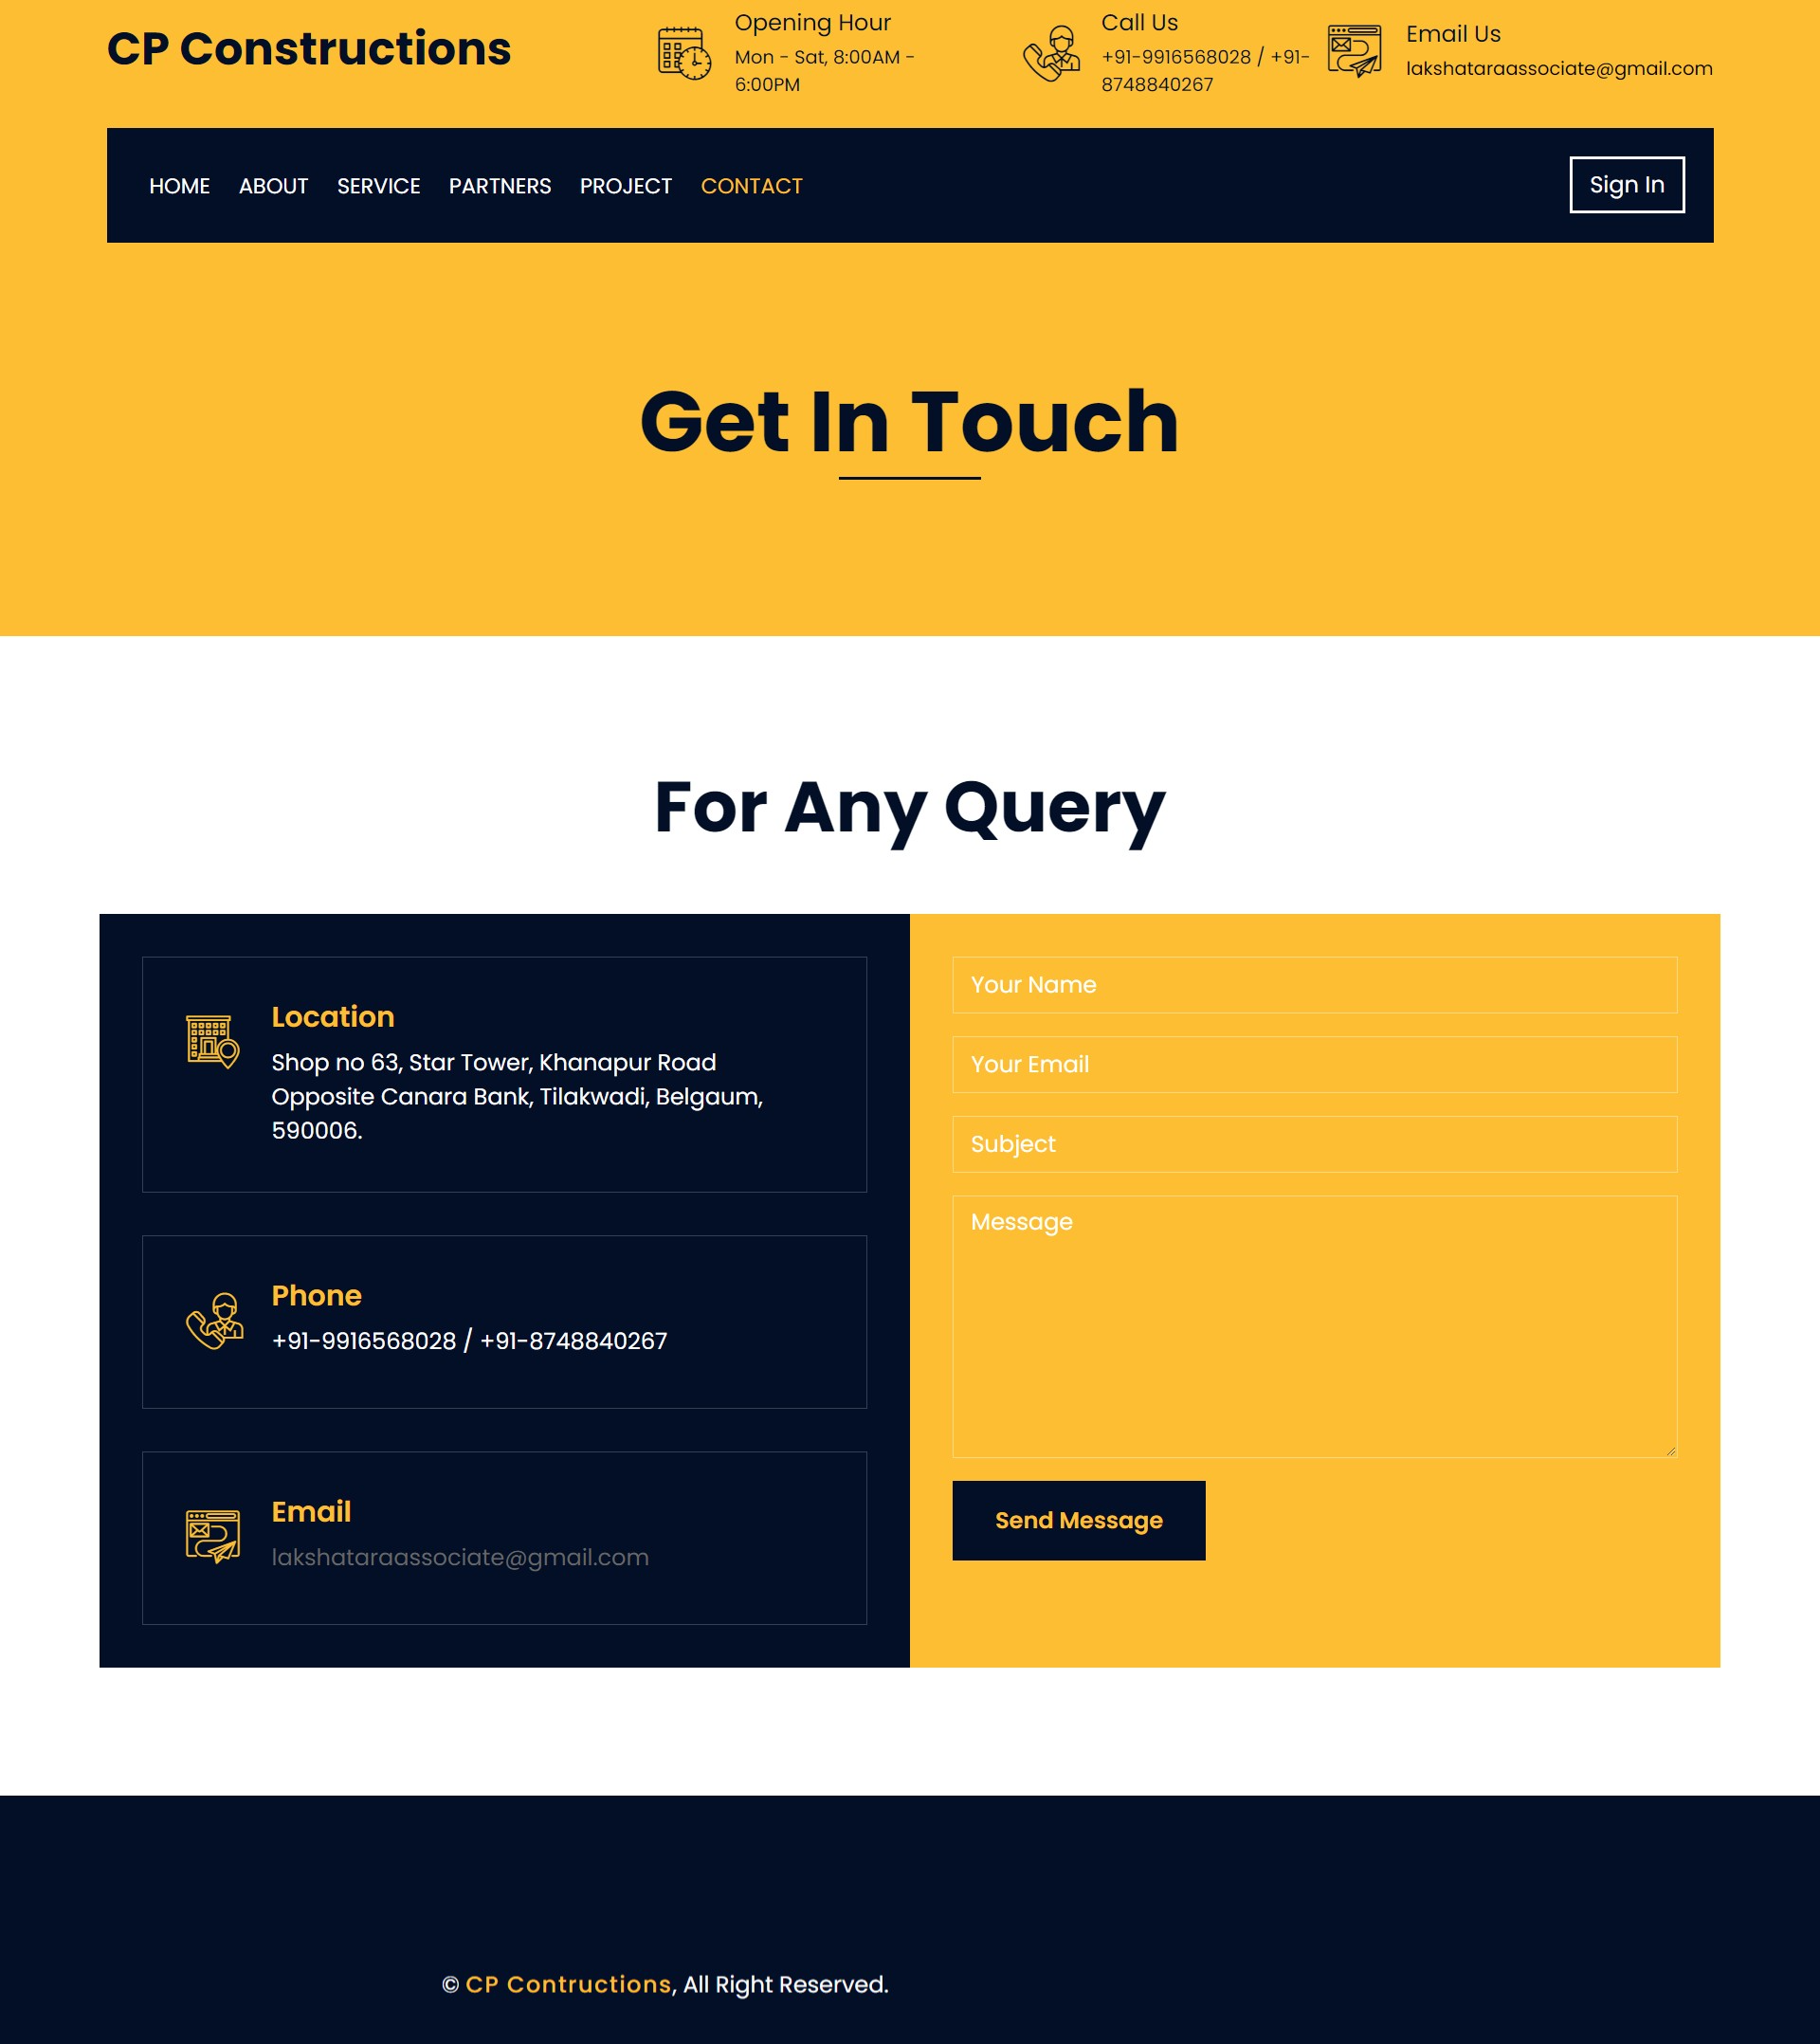 CP Constructions
Opening Hour
Mon - Sat, 8:00AM -
6:00PM
Call Us
+91-9916568028 / +91-
8748840267
Email Us
lakshataraassociate@gmail.com
HOME ABOUT SERVICE PARTNERS PROJECT CONTACT
Sign In
Get In Touch
For Any Query
Location
Shop no 63, Star Tower, Khanapur Road
Opposite Canara Bank, Tilakwadi, Belgaum,
590006.
Phone
+91-9916568028 / +91-8748840267
Email
lakshataraassociate@gmail.com
Your Name
Your Email
Subject
Message
Send Message
© CP Contructions, All Right Reserved.